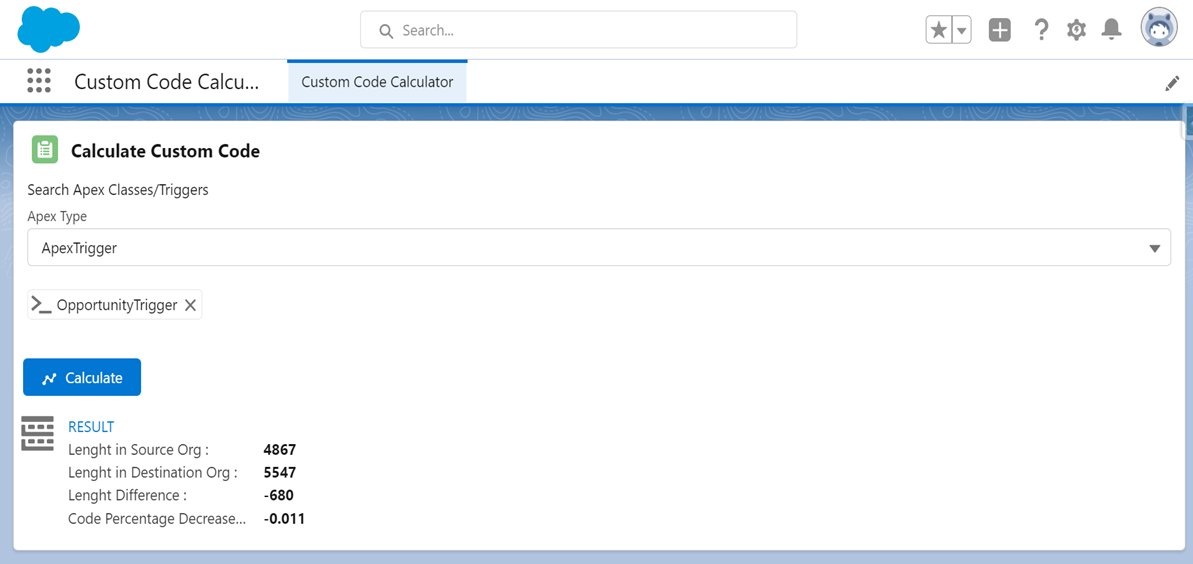 Search...
Custom Code Calcu...
Custom Code Calculator
Calculate Custom Code
Search Apex Classes/Triggers
Apex Type
ApexTrigger
OpportunityTrigger
Calculate
RESULT
Lenght in Source Org : 4867
Lenght in Destination Org : 5547
Lenght Difference : -680
Code Percentage Decrease... -0.011